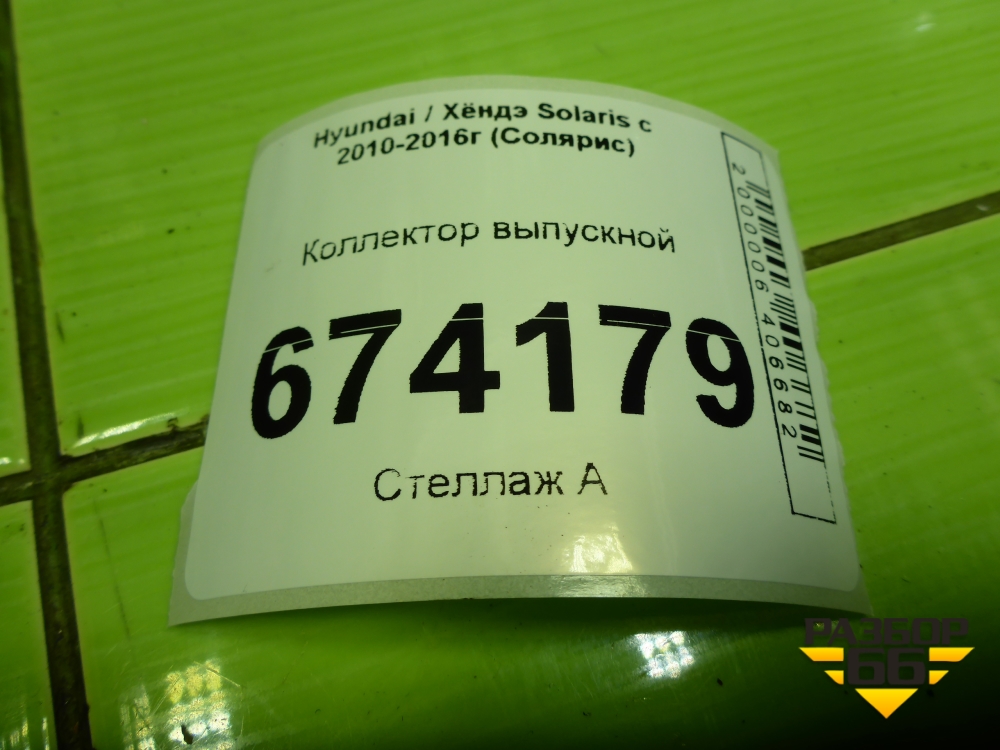 Hyundai / Хёндэ Solaris с
2010-2016г (Солярис)
Коллектор выпускной
674179
Стеллаж А
2000006406682
РАЗБОР
66